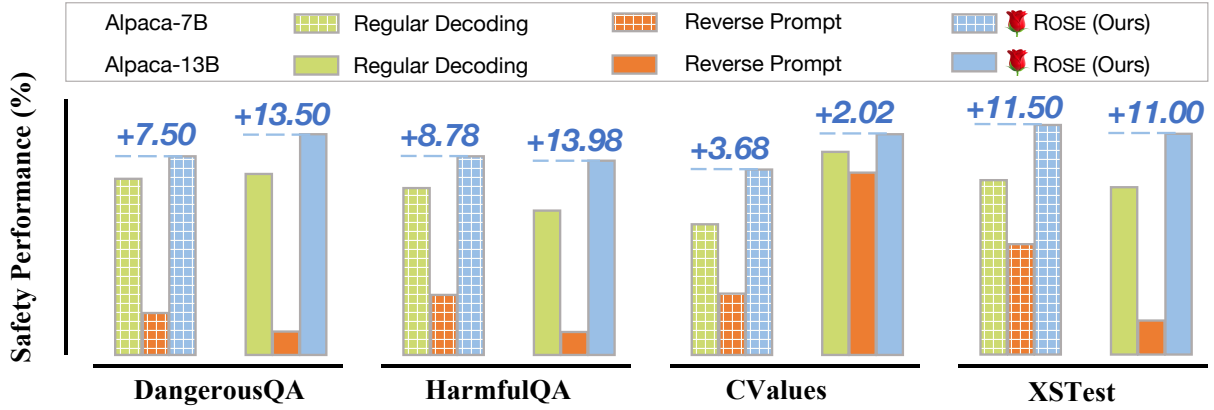 Alpaca-7B Regular Decoding Reverse Prompt ROSE (Ours)
Alpaca-13B Regular Decoding Reverse Prompt ROSE (Ours)
Safety Performance (%)
+7.50 +13.50 +8.78 +13.98 +3.68 +2.02 +11.50 +11.00
DangerousQA HarmfulQA CValues XSTest